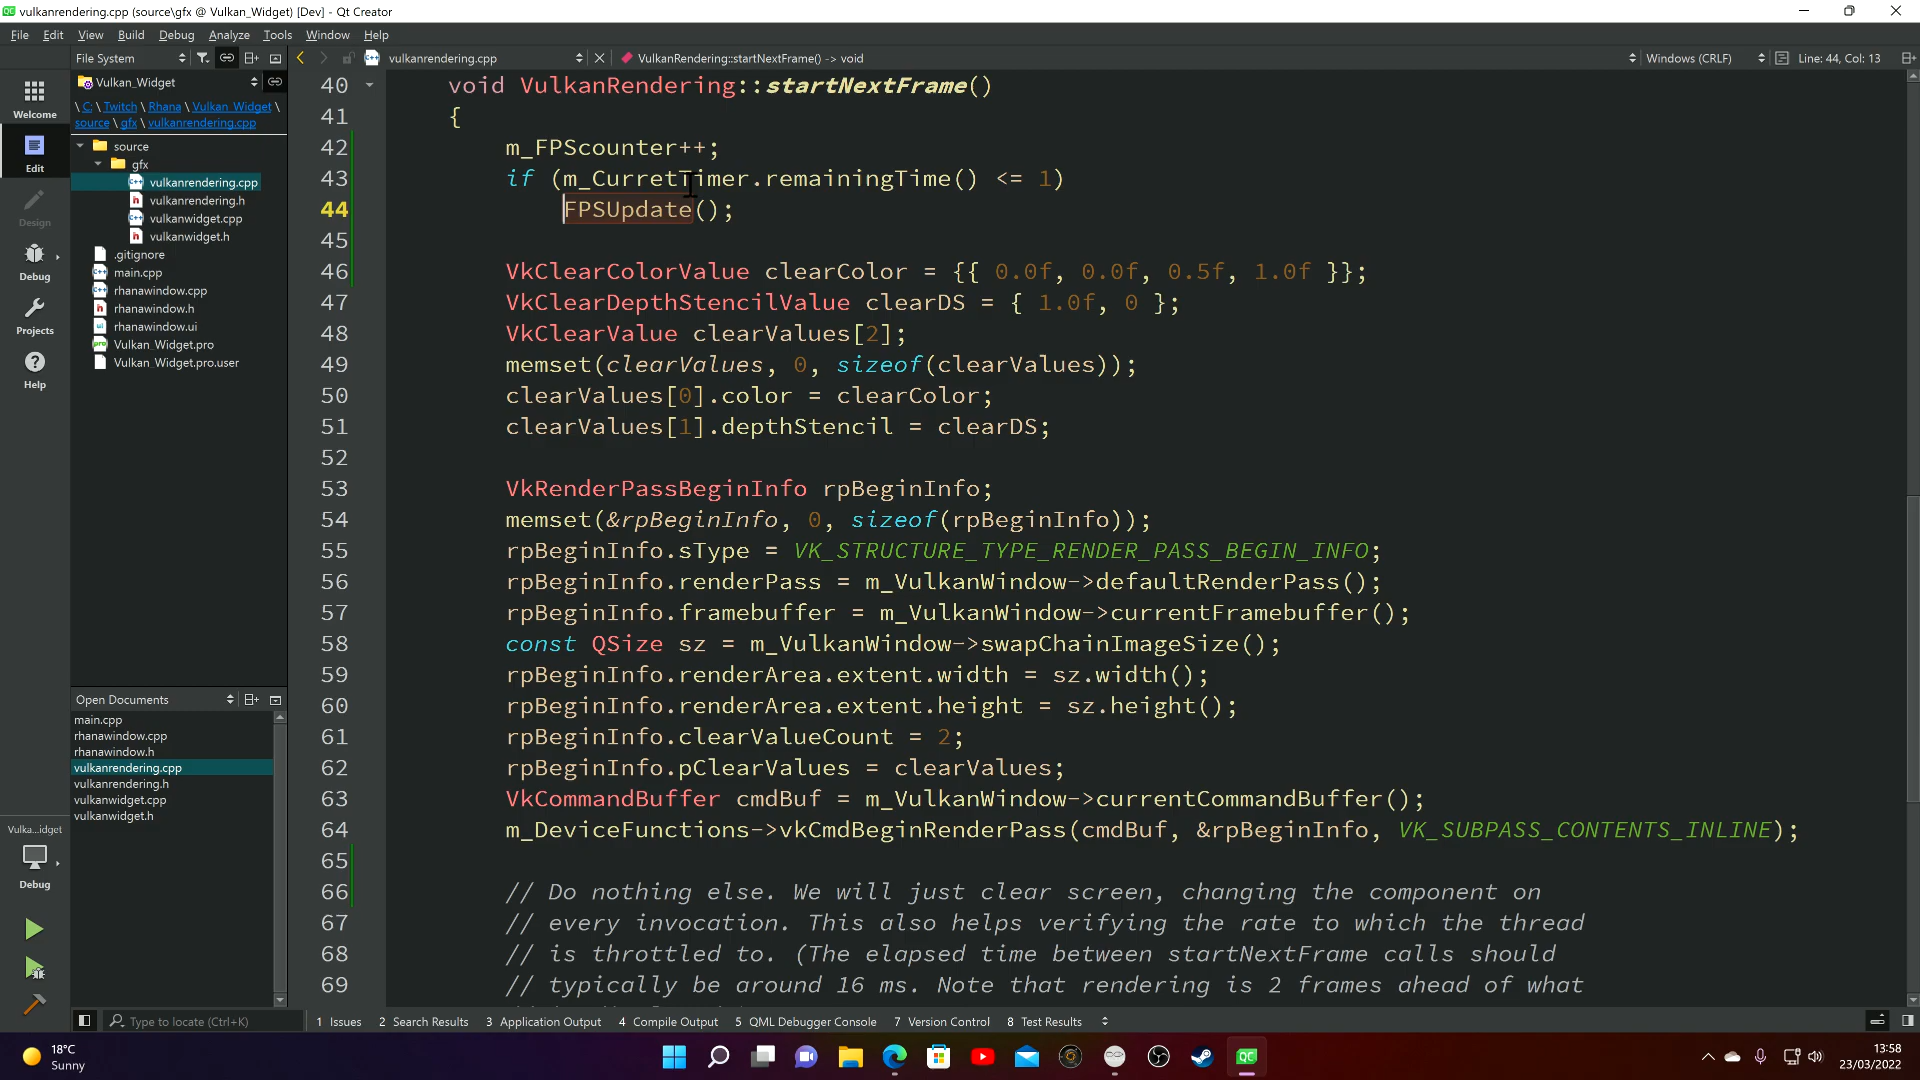 vulkanrendering.cpp (source\gfx @ Vulkan_Widget) [Dev] - Qt Creator
File Edit View Build Debug Analyze Tools Window Help
File System
vulkanrendering.cpp
VulkanRendering::startNextFrame() -> void
Windows (CRLF)
Line: 44, Col: 13
Welcome
Edit
Design
Debug
Projects
Help
Vulkan_Widget
\ C: \ Twitch \ Rhana \ Vulkan_Widget \
source \ gfx \ vulkanrendering.cpp
source
gfx
vulkanrendering.cpp
vulkanrendering.h
vulkanwidget.cpp
vulkanwidget.h
.gitignore
main.cpp
rhanawindow.cpp
rhanawindow.h
rhanawindow.ui
Vulkan_Widget.pro
Vulkan_Widget.pro.user
Open Documents
main.cpp
rhanawindow.cpp
rhanawindow.h
vulkanrendering.cpp
vulkanrendering.h
vulkanwidget.cpp
vulkanwidget.h
Vulka...idget
Debug
40 void VulkanRendering::startNextFrame()
41 {
42 m_FPScounter++;
43 if (m_CurretTimer.remainingTime() <= 1)
44 FPSUpdate();
45
46 VkClearColorValue clearColor = {{ 0.0f, 0.0f, 0.5f, 1.0f }};
47 VkClearDepthStencilValue clearDS = { 1.0f, 0 };
48 VkClearValue clearValues[2];
49 memset(clearValues, 0, sizeof(clearValues));
50 clearValues[0].color = clearColor;
51 clearValues[1].depthStencil = clearDS;
52
53 VkRenderPassBeginInfo rpBeginInfo;
54 memset(&rpBeginInfo, 0, sizeof(rpBeginInfo));
55 rpBeginInfo.sType = VK_STRUCTURE_TYPE_RENDER_PASS_BEGIN_INFO;
56 rpBeginInfo.renderPass = m_VulkanWindow->defaultRenderPass();
57 rpBeginInfo.framebuffer = m_VulkanWindow->currentFramebuffer();
58 const QSize sz = m_VulkanWindow->swapChainImageSize();
59 rpBeginInfo.renderArea.extent.width = sz.width();
60 rpBeginInfo.renderArea.extent.height = sz.height();
61 rpBeginInfo.clearValueCount = 2;
62 rpBeginInfo.pClearValues = clearValues;
63 VkCommandBuffer cmdBuf = m_VulkanWindow->currentCommandBuffer();
64 m_DeviceFunctions->vkCmdBeginRenderPass(cmdBuf, &rpBeginInfo, VK_SUBPASS_CONTENTS_INLINE);
65
66 // Do nothing else. We will just clear screen, changing the component on
67 // every invocation. This also helps verifying the rate to which the thread
68 // is throttled to. (The elapsed time between startNextFrame calls should
69 // typically be around 16 ms. Note that rendering is 2 frames ahead of what
Type to locate (Ctrl+K)
1 Issues 2 Search Results 3 Application Output 4 Compile Output 5 QML Debugger Console 7 Version Control 8 Test Results
18°C
Sunny
QC
13:58
23/03/2022